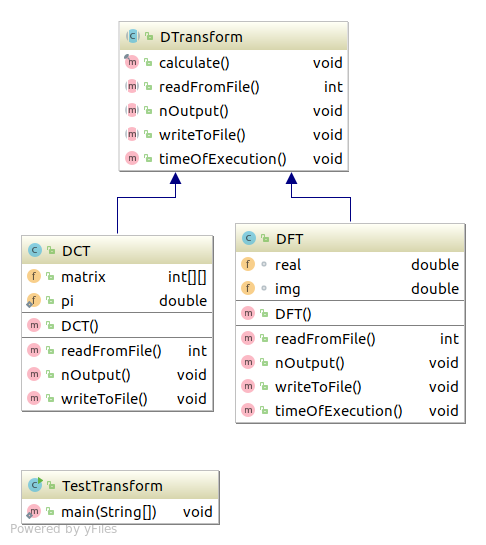 DTransform
calculate() void
readFromFile() int
nOutput() void
writeToFile() void
timeOfExecution() void
DCT
matrix int[][]
pi double
DCT()
readFromFile() int
nOutput() void
writeToFile() void
DFT
real double
img double
DFT()
readFromFile() int
nOutput() void
writeToFile() void
timeOfExecution() void
TestTransform
main(String[]) void
Powered by yFiles